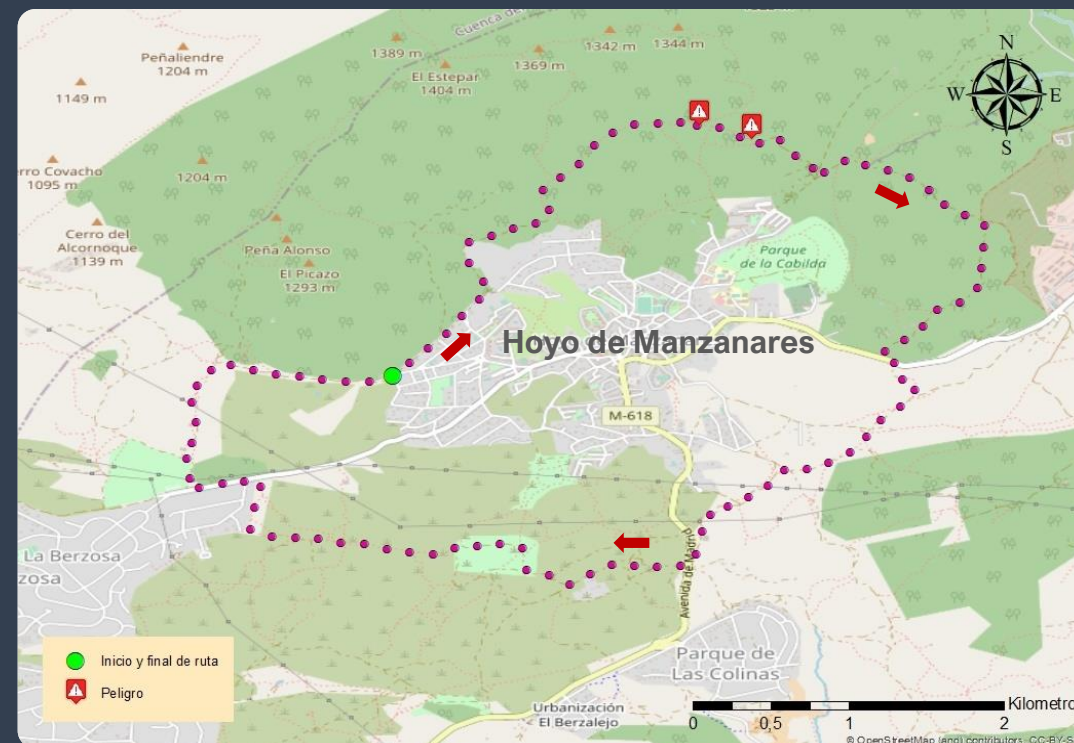 Cuenca del
1389 m
1342 m
1344 m
Peñaliendre
1204 m
1369 m
El Estepar
1404 m
1149 m
N
W
E
S
rro Covacho
1095 m
1204 m
Cerro del
Alcornoque
1139 m
Peña Alonso
El Picazo
1293 m
Parque
de la Cabilda
Hoyo de Manzanares
M-618
La Berzosa
zosa
Avenida de Madrid
Parque de
Las Colinas
Urbanización
El Berzalejo
Inicio y final de ruta
Peligro
Kilometro
0
0,5
1
2
© OpenStreetMap (and) contributors, CC-BY-S